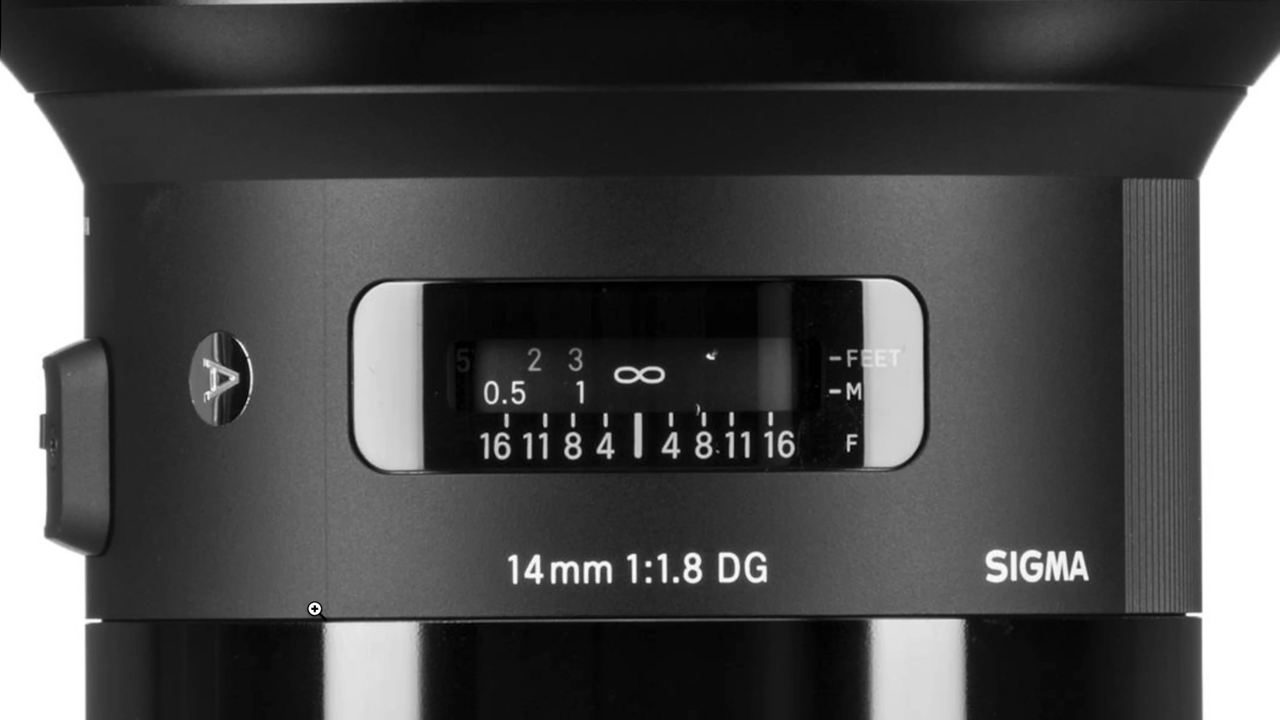 A
5 2 3 ∞ -FEET
0.5 1 -M
16 11 8 4 4 8 11 16 F
14mm 1:1.8 DG
SIGMA